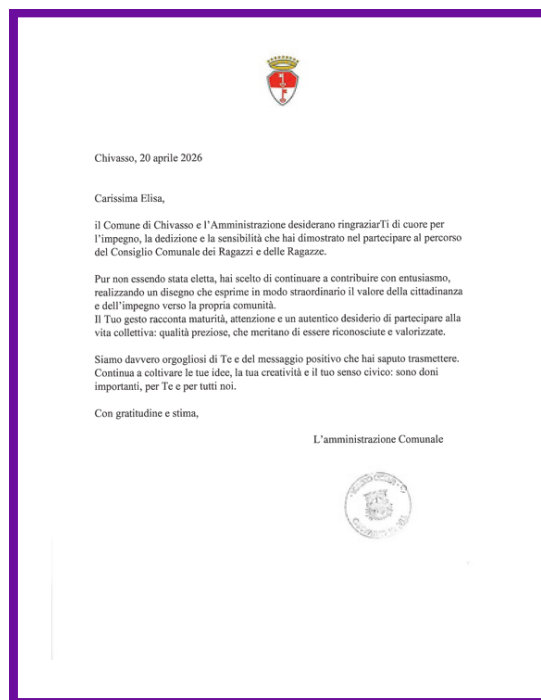 Chivasso, 20 aprile 2026
Carissima Elisa,
il Comune di Chivasso e l'Amministrazione desiderano ringraziarTi di cuore per
l'impegno, la dedizione e la sensibilità che hai dimostrato nel partecipare al percorso
del Consiglio Comunale dei Ragazzi e delle Ragazze.
Pur non essendo stata eletta, hai scelto di continuare a contribuire con entusiasmo,
realizzando un disegno che esprime in modo straordinario il valore della cittadinanza
e dell'impegno verso la propria comunità.
Il Tuo gesto racconta maturità, attenzione e un autentico desiderio di partecipare alla
vita collettiva: qualità preziose, che meritano di essere riconosciute e valorizzate.
Siamo davvero orgogliosi di Te e del messaggio positivo che hai saputo trasmettere.
Continua a coltivare le tue idee, la tua creatività e il tuo senso civico: sono doni
importanti, per Te e per tutti noi.
Con gratitudine e stima,
L'amministrazione Comunale